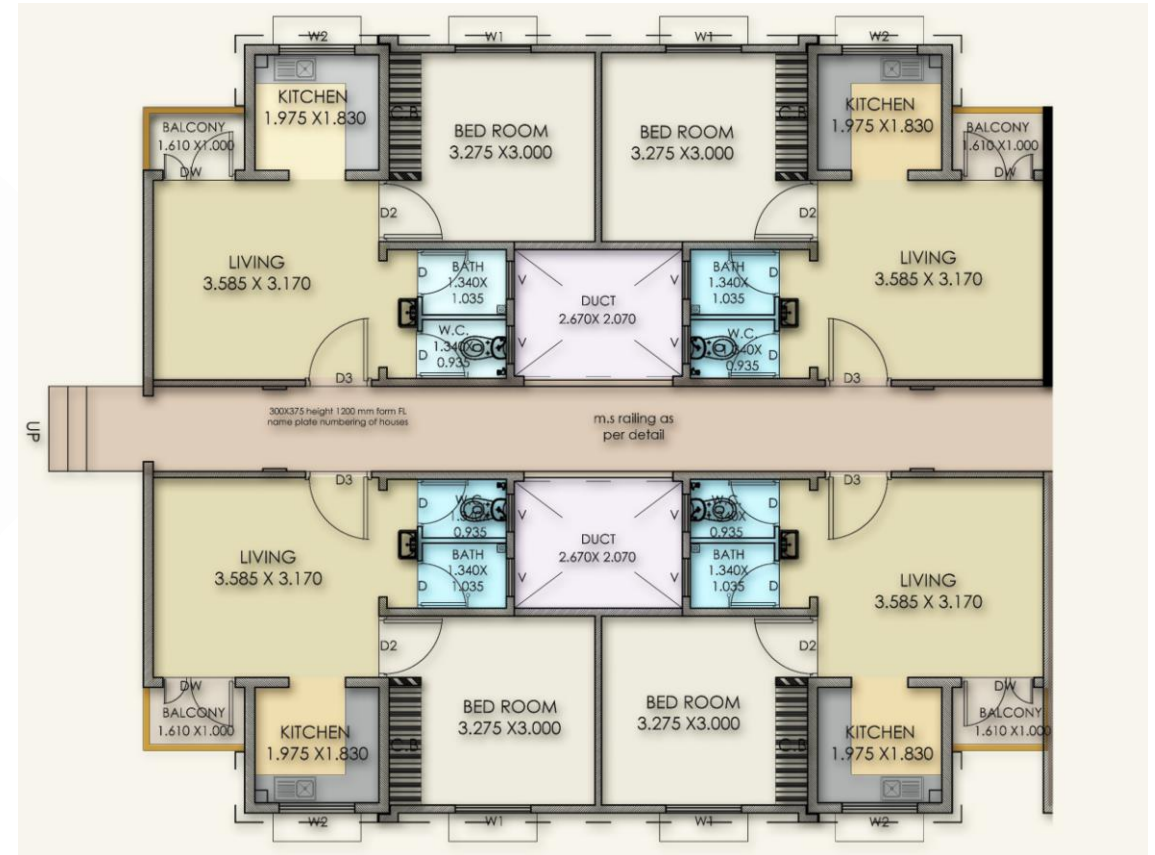 W2
W1
W1
W2
KITCHEN
1.975 X1.830
C.B
BED ROOM
3.275 X3.000
BED ROOM
3.275 X3.000
C.B
KITCHEN
1.975 X1.830
BALCONY
1.610 X1.000
DW
BALCONY
1.610 X1.000
DW
D2
D2
LIVING
3.585 X 3.170
D
BATH
1.340X
1.035
V
DUCT
2.670X 2.070
V
BATH
1.340X
1.035
D
LIVING
3.585 X 3.170
D
W.C.
1.340X
0.935
V
V
W.C.
1.340X
0.935
D
D3
D3
UP
300X375 height 1200 mm form FL
name plate numbering of houses
m.s railing as
per detail
D3
D3
D
W.C.
0.935
V
V
W.C.
0.935
D
LIVING
3.585 X 3.170
D
BATH
1.340X
1.035
V
DUCT
2.670X 2.070
V
BATH
1.340X
1.035
D
LIVING
3.585 X 3.170
D2
D2
DW
BALCONY
1.610 X1.000
DW
BALCONY
1.610 X1.000
KITCHEN
1.975 X1.830
C.B
BED ROOM
3.275 X3.000
BED ROOM
3.275 X3.000
C.B
KITCHEN
1.975 X1.830
W2
W1
W1
W2